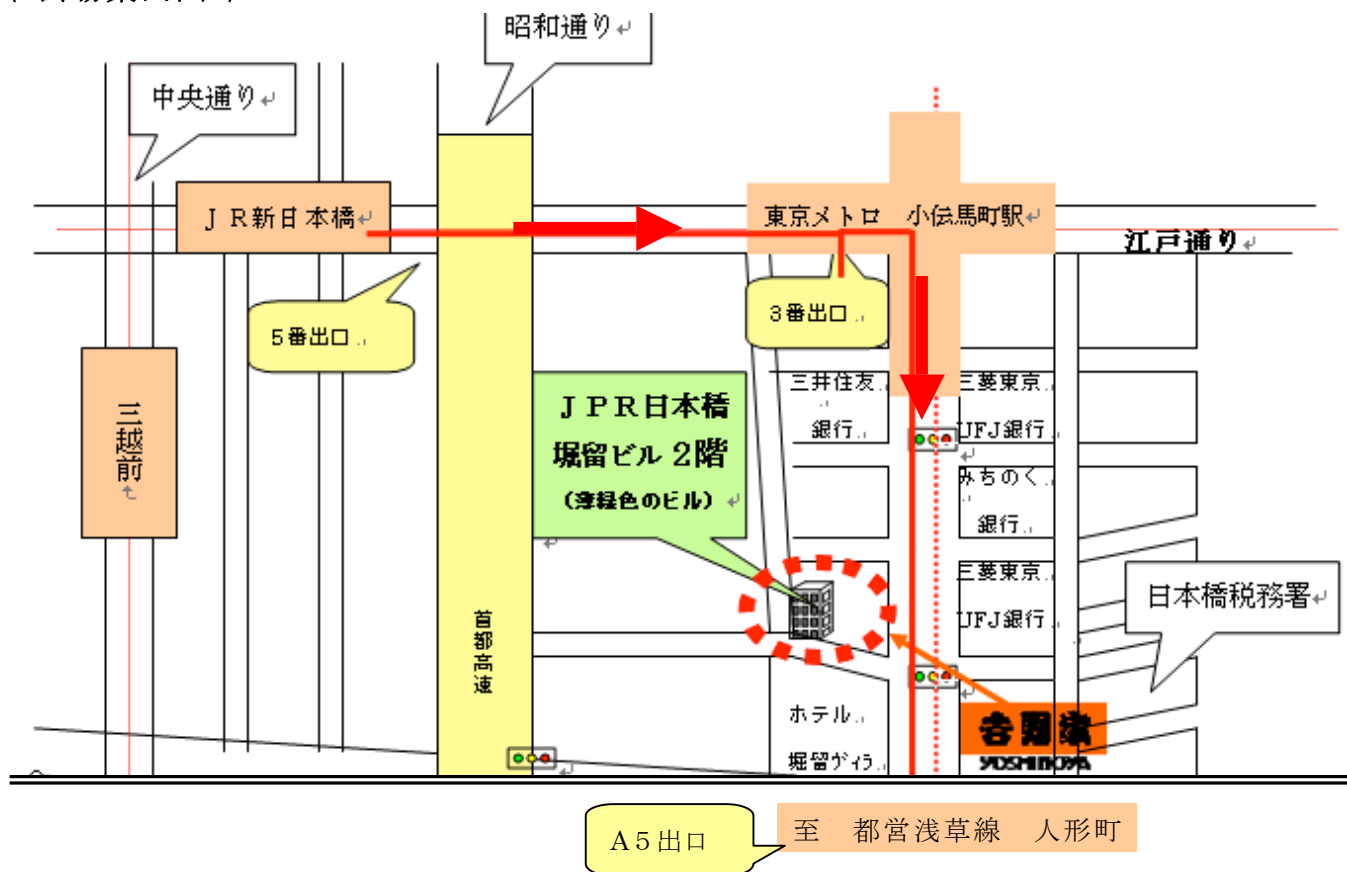 昭和通り
中央通り
JR新日本橋
東京メトロ 小伝馬町駅
江戸通り
5番出口
3番出口
三越前
JPR日本橋
堀留ビル 2階
(薄緑色のビル)
三井住友
銀行
三菱東京
UFJ銀行
みちのく
銀行
三菱東京
UFJ銀行
日本橋税務署
首都高速
ホテル
堀留ヴィラ
吉野家
YOSHINOYA
A5出口
至 都営浅草線 人形町